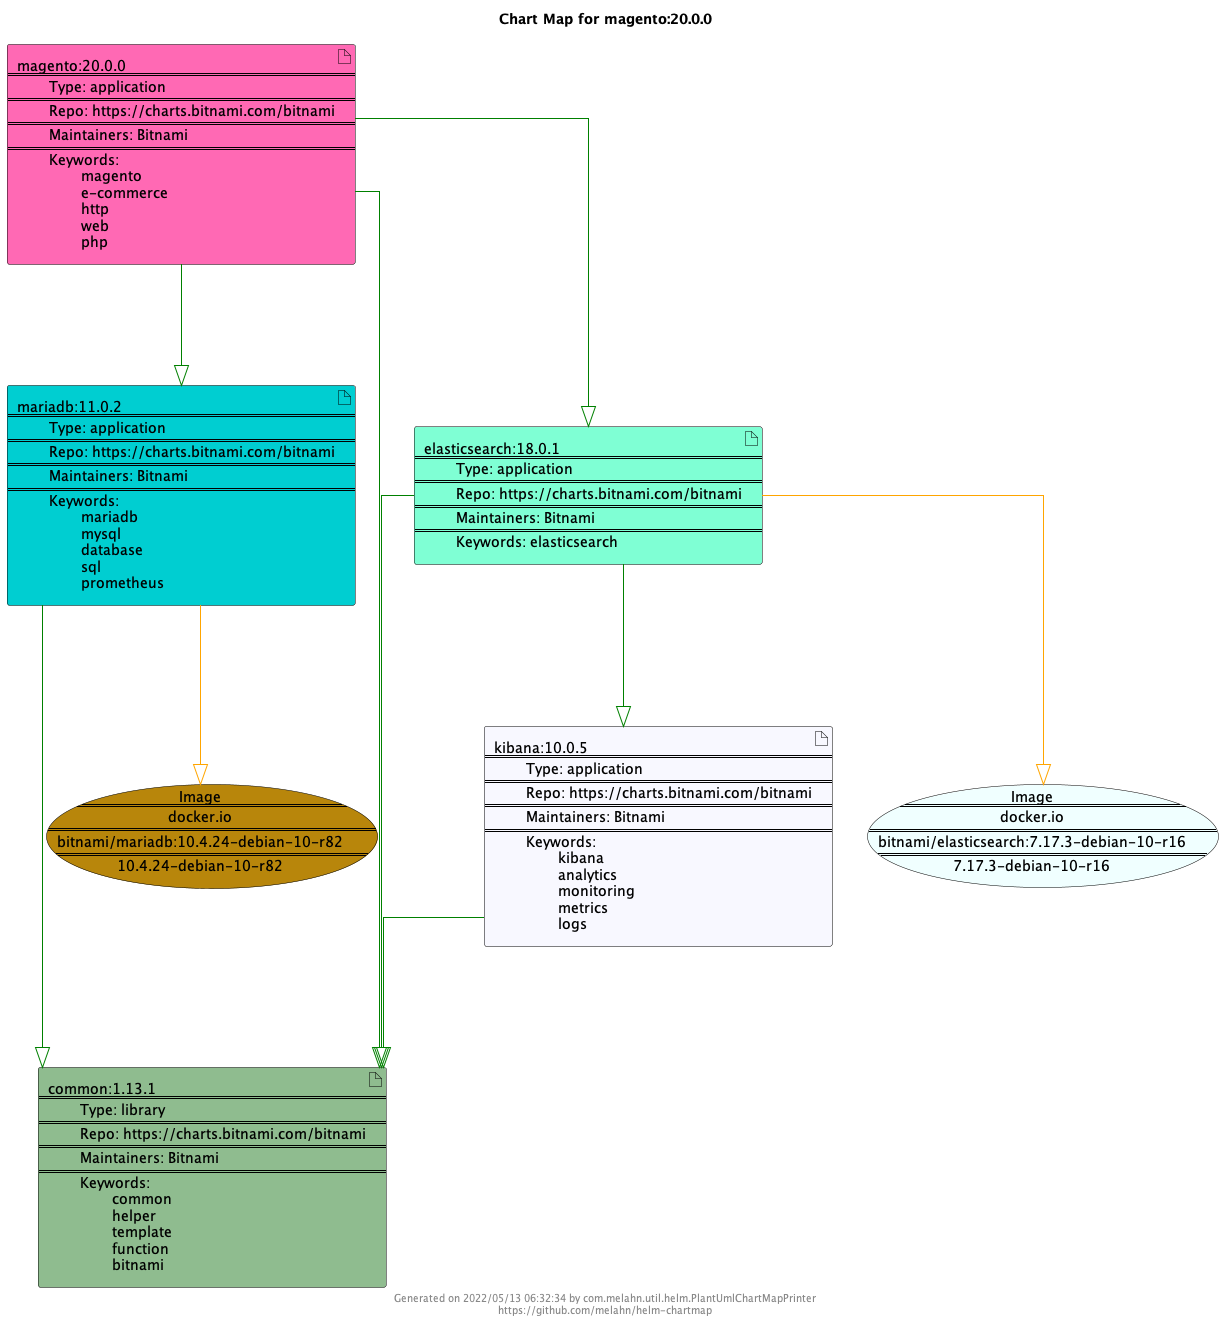 Chart Map for magento:20.0.0
magento:20.0.0
Type: application
Repo: https://charts.bitnami.com/bitnami
Maintainers: Bitnami
Keywords:
magento
e-commerce
http
web
php
mariadb:11.0.2
Type: application
Repo: https://charts.bitnami.com/bitnami
Maintainers: Bitnami
Keywords:
mariadb
mysql
database
sql
prometheus
elasticsearch:18.0.1
Type: application
Repo: https://charts.bitnami.com/bitnami
Maintainers: Bitnami
Keywords: elasticsearch
kibana:10.0.5
Type: application
Repo: https://charts.bitnami.com/bitnami
Maintainers: Bitnami
Keywords:
kibana
analytics
monitoring
metrics
logs
Image
docker.io
bitnami/mariadb:10.4.24-debian-10-r82
10.4.24-debian-10-r82
Image
docker.io
bitnami/elasticsearch:7.17.3-debian-10-r16
7.17.3-debian-10-r16
common:1.13.1
Type: library
Repo: https://charts.bitnami.com/bitnami
Maintainers: Bitnami
Keywords:
common
helper
template
function
bitnami
Generated on 2022/05/13 06:32:34 by com.melahn.util.helm.PlantUmlChartMapPrinter
https://github.com/melahn/helm-chartmap